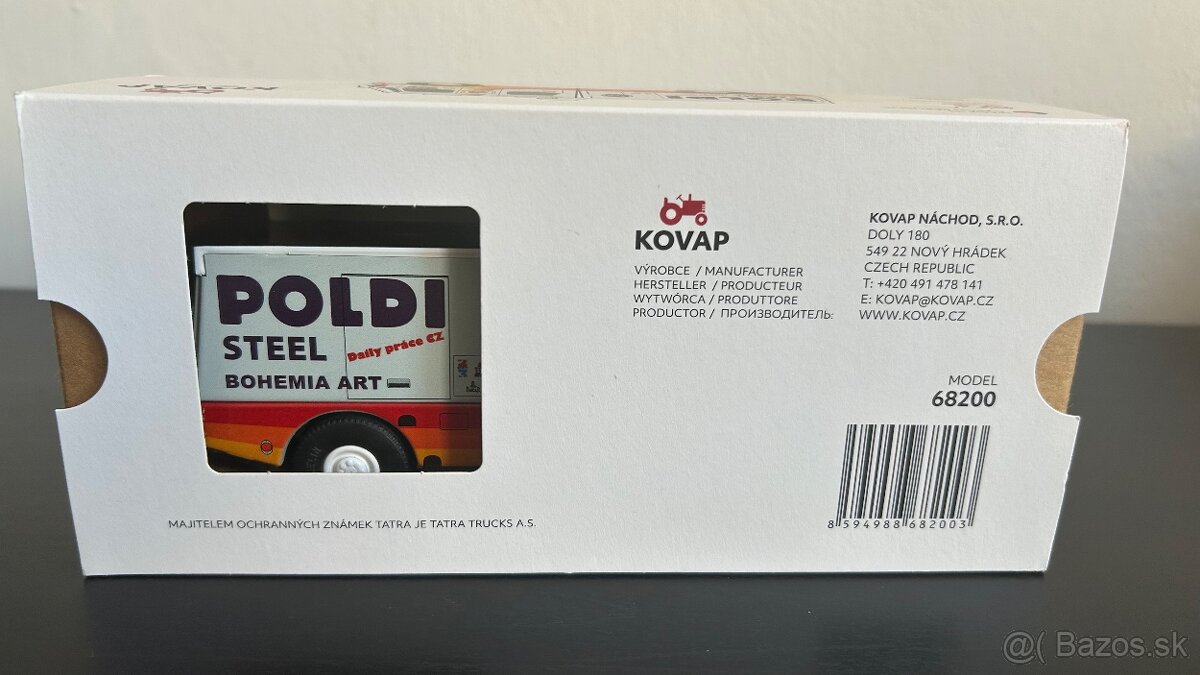 KOVAP
POLDI
POLDI
STEEL
Daily práce CZ
BOHEMIA ART
KOVAP
VÝROBCE / MANUFACTURER
HERSTELLER / PRODUCTEUR
WYTWÓRCA / PRODUTTORE
PRODUCTOR / ПРОИЗВОДИТЕЛЬ:
KOVAP NÁCHOD, S.R.O.
DOLY 180
549 22 NOVÝ HRÁDEK
CZECH REPUBLIC
T: +420 491 478 141
E: KOVAP@KOVAP.CZ
WWW.KOVAP.CZ
MODEL
68200
8 594988 682003
MAJITELEM OCHRANNÝCH ZNÁMEK TATRA JE TATRA TRUCKS A.S.
@( Bazos.sk